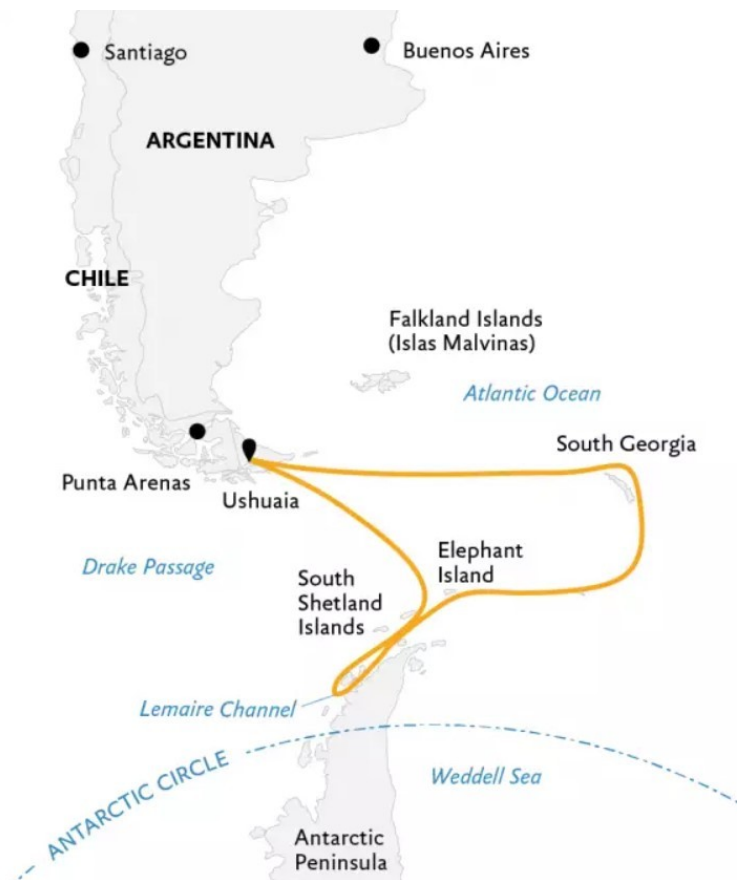 Santiago
Buenos Aires
ARGENTINA
CHILE
Falkland Islands
(Islas Malvinas)
Atlantic Ocean
South Georgia
Punta Arenas
Ushuaia
Drake Passage
Elephant
Island
South
Shetland
Islands
Lemaire Channel
ANTARCTIC CIRCLE
Weddell Sea
Antarctic
Peninsula